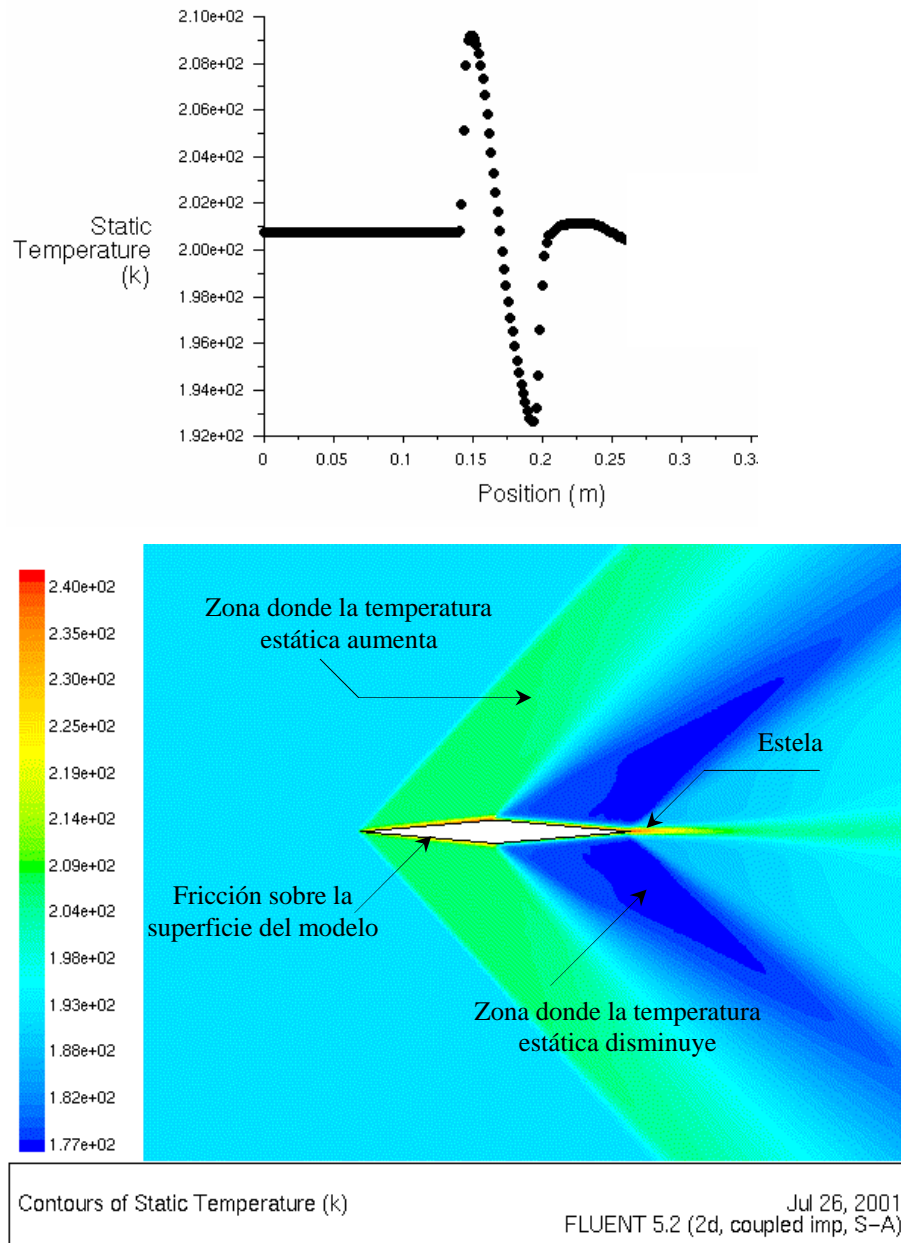 2.10e+02
2.08e+02
2.06e+02
2.04e+02
2.02e+02
2.00e+02
1.98e+02
1.96e+02
1.94e+02
1.92e+02
Static
Temperature
(k)
0
0.05
0.1
0.15
0.2
0.25
0.3
Position (m)
2.40e+02
2.35e+02
2.30e+02
2.25e+02
2.19e+02
2.14e+02
2.09e+02
2.04e+02
1.98e+02
1.93e+02
1.88e+02
1.82e+02
1.77e+02
Zona donde la temperatura
estática aumenta
Estela
Fricción sobre la
superficie del modelo
Zona donde la temperatura
estática disminuye
Contours of Static Temperature (k)
Jul 26, 2001
FLUENT 5.2 (2d, coupled imp, S-A)